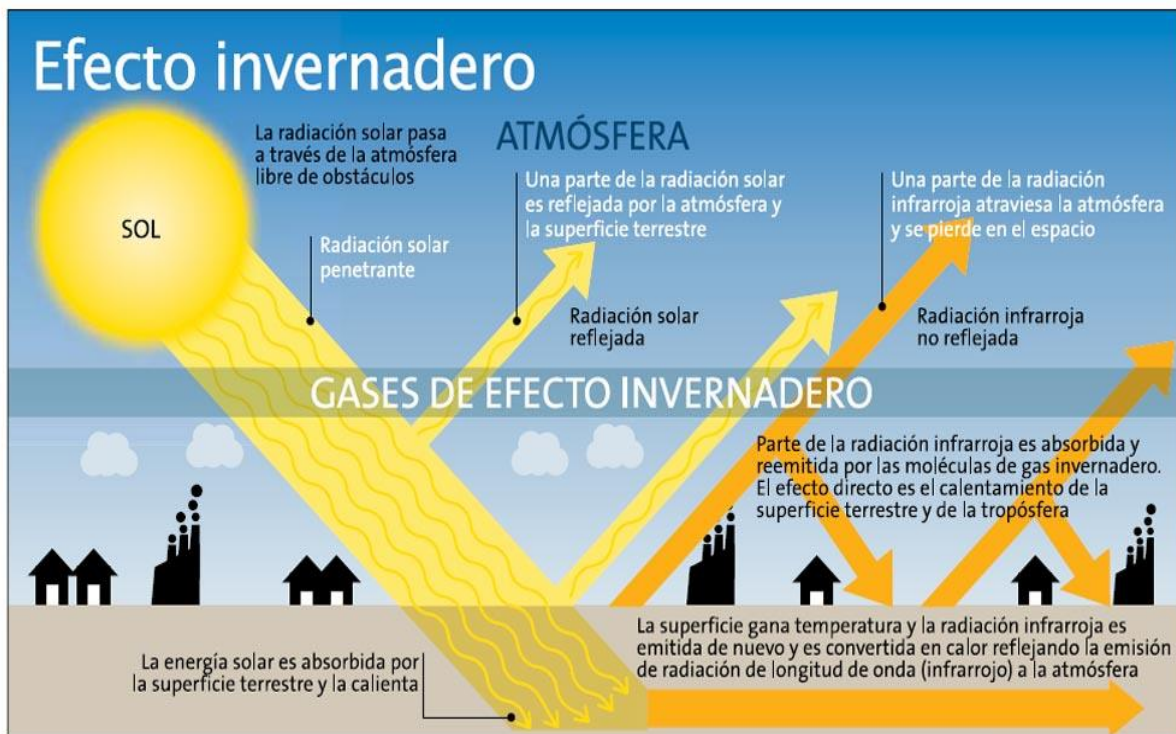 Efecto invernadero
SOL
La radiación solar pasa
a través de la atmósfera
libre de obstáculos
Radiación solar
penetrante
ATMÓSFERA
Una parte de la radiación solar
es reflejada por la atmósfera y
la superficie terrestre
Radiación solar
reflejada
Una parte de la radiación
infrarroja atraviesa la atmósfera
y se pierde en el espacio
Radiación infrarroja
no reflejada
GASES DE EFECTO INVERNADERO
Parte de la radiación infrarroja es absorbida y
reemitida por las moléculas de gas invernadero.
El efecto directo es el calentamiento de la
superficie terrestre y de la tropósfera
La energía solar es absorbida por
la superficie terrestre y la calienta
La superficie gana temperatura y la radiación infrarroja es
emitida de nuevo y es convertida en calor reflejando la emisión
de radiación de longitud de onda (infrarrojo) a la atmósfera